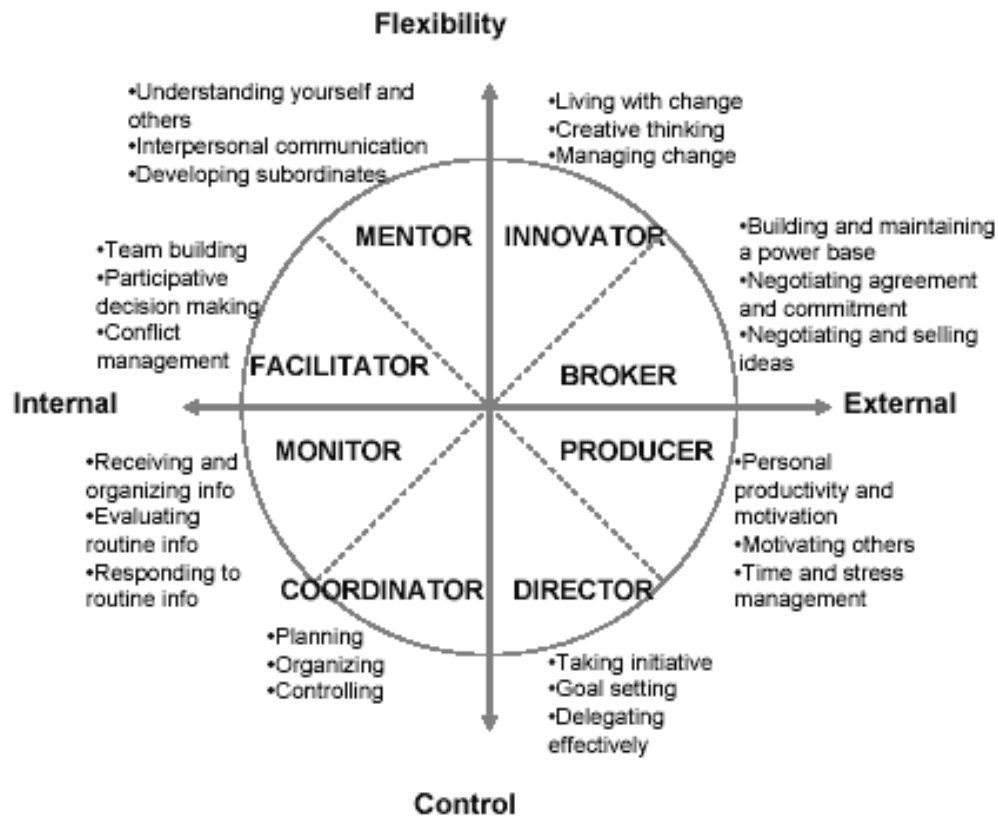 Flexibility
•Understanding yourself and
others
•Interpersonal communication
•Developing subordinates
•Living with change
•Creative thinking
•Managing change
MENTOR
INNOVATOR
•Team building
•Participative
decision making
•Conflict
management
•Building and maintaining
a power base
•Negotiating agreement
and commitment
•Negotiating and selling
ideas
FACILITATOR
BROKER
Internal
External
MONITOR
PRODUCER
•Receiving and
organizing info
•Evaluating
routine info
•Responding to
routine info
•Personal
productivity and
motivation
•Motivating others
•Time and stress
management
COORDINATOR
DIRECTOR
•Planning
•Organizing
•Controlling
•Taking initiative
•Goal setting
•Delegating
effectively
Control